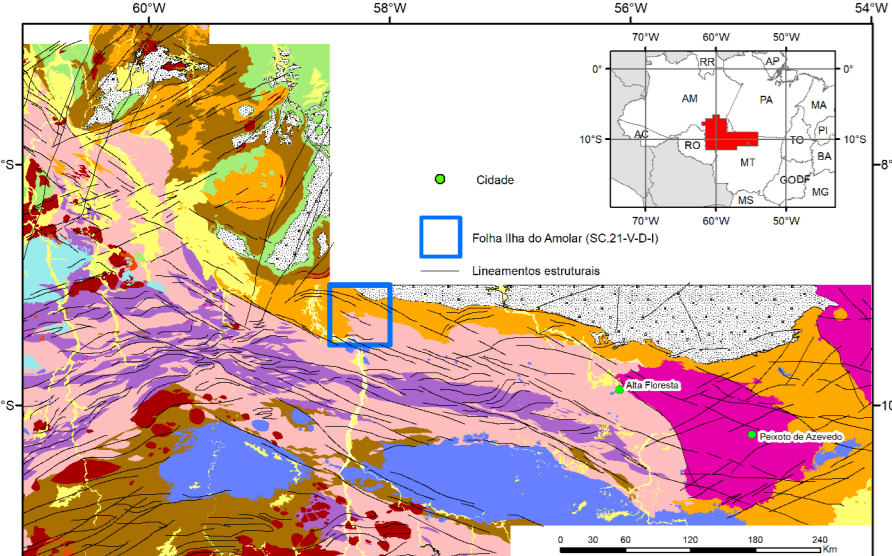 60°W 58°W 56°W 54°W
70°W 60°W 50°W
0° RR AP 0°
AM PA MA
10°S AC RO TO PI 10°S
MT BA
GO DF
MS MG
70°W 60°W 50°W
°S 8°
Cidade
Folha Ilha do Amolar (SC.21-V-D-I)
Lineamentos estruturais
Alta Floresta
°S 10
Peixoto de Azevedo
0 30 60 120 180 240
Km